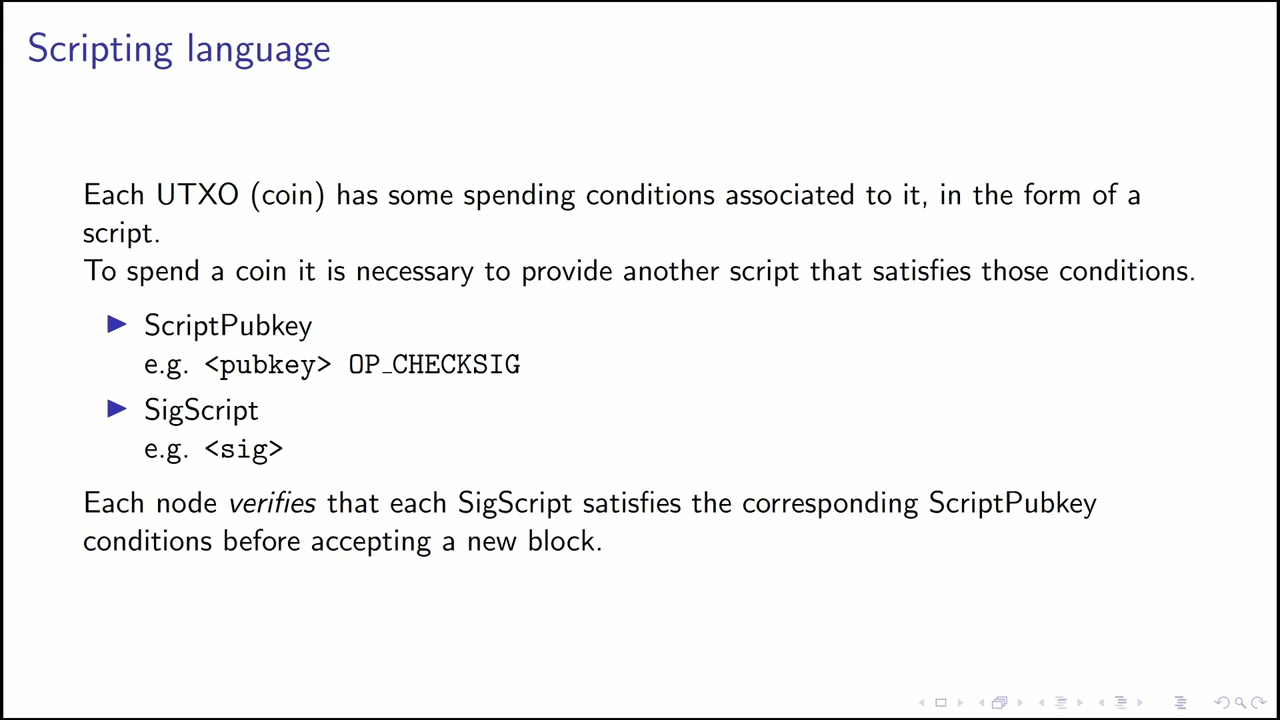 Scripting language
Each UTXO (coin) has some spending conditions associated to it, in the form of a
script.
To spend a coin it is necessary to provide another script that satisfies those conditions.
ScriptPubkey
e.g. <pubkey> OP_CHECKSIG
SigScript
e.g. <sig>
Each node verifies that each SigScript satisfies the corresponding ScriptPubkey
conditions before accepting a new block.